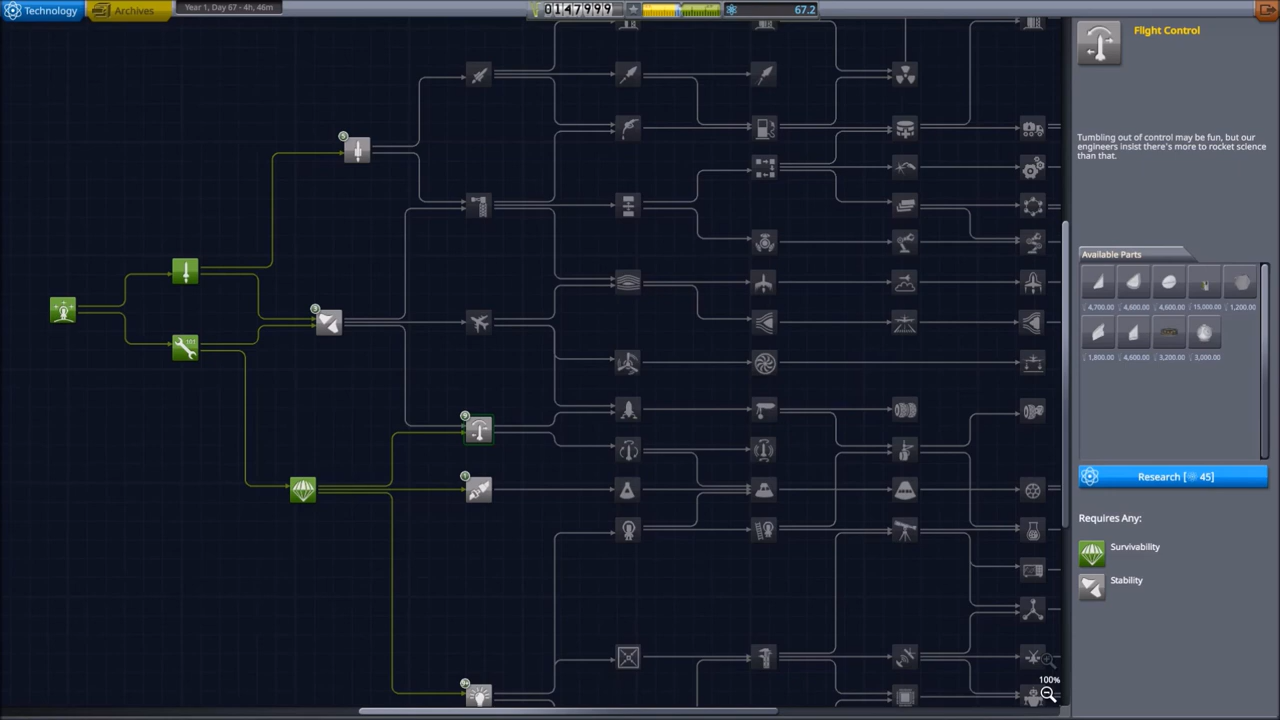 Technology
Archives
Year 1, Day 67 - 4h, 46m
0147999
67.2
Flight Control
Tumbling out of control may be fun, but our
engineers insist there's more to rocket science
than that.
Available Parts
4,700.00 4,600.00 4,600.00 15,000.00 1,200.00
1,800.00 4,600.00 3,200.00 3,000.00
Research [ 45]
Requires Any:
Survivability
Stability
100%